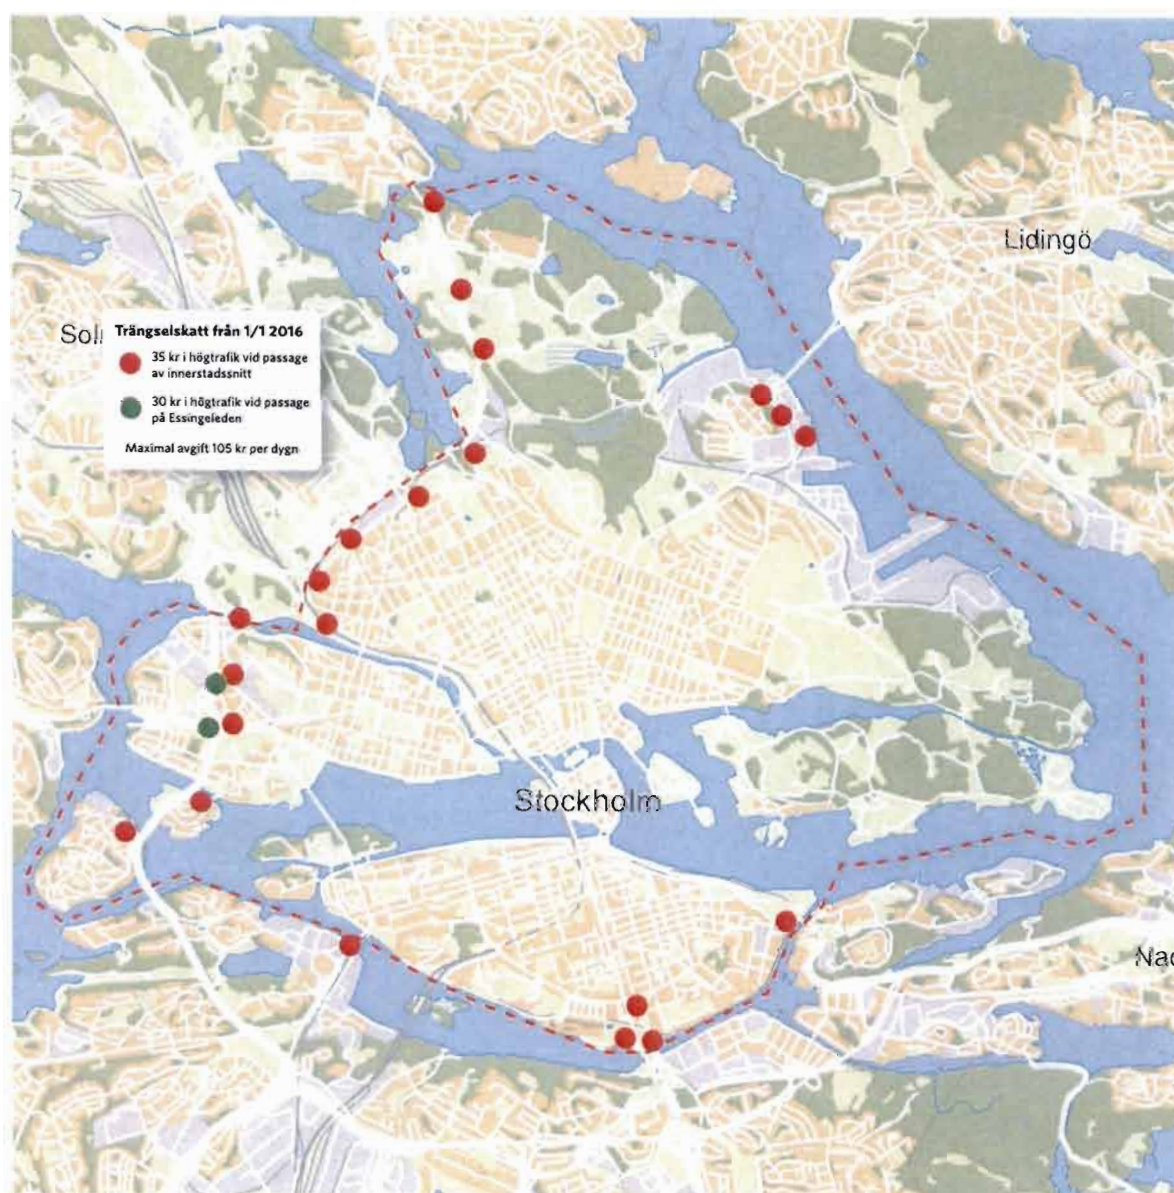 Lidingö
Trängselskatt från 1/1 2016
35 kr i högtrafik vid passage
av innerstadssnitt
30 kr i högtrafik vid passage
på Essingeleden
Maximal avgift 105 kr per dygn
Stockholm